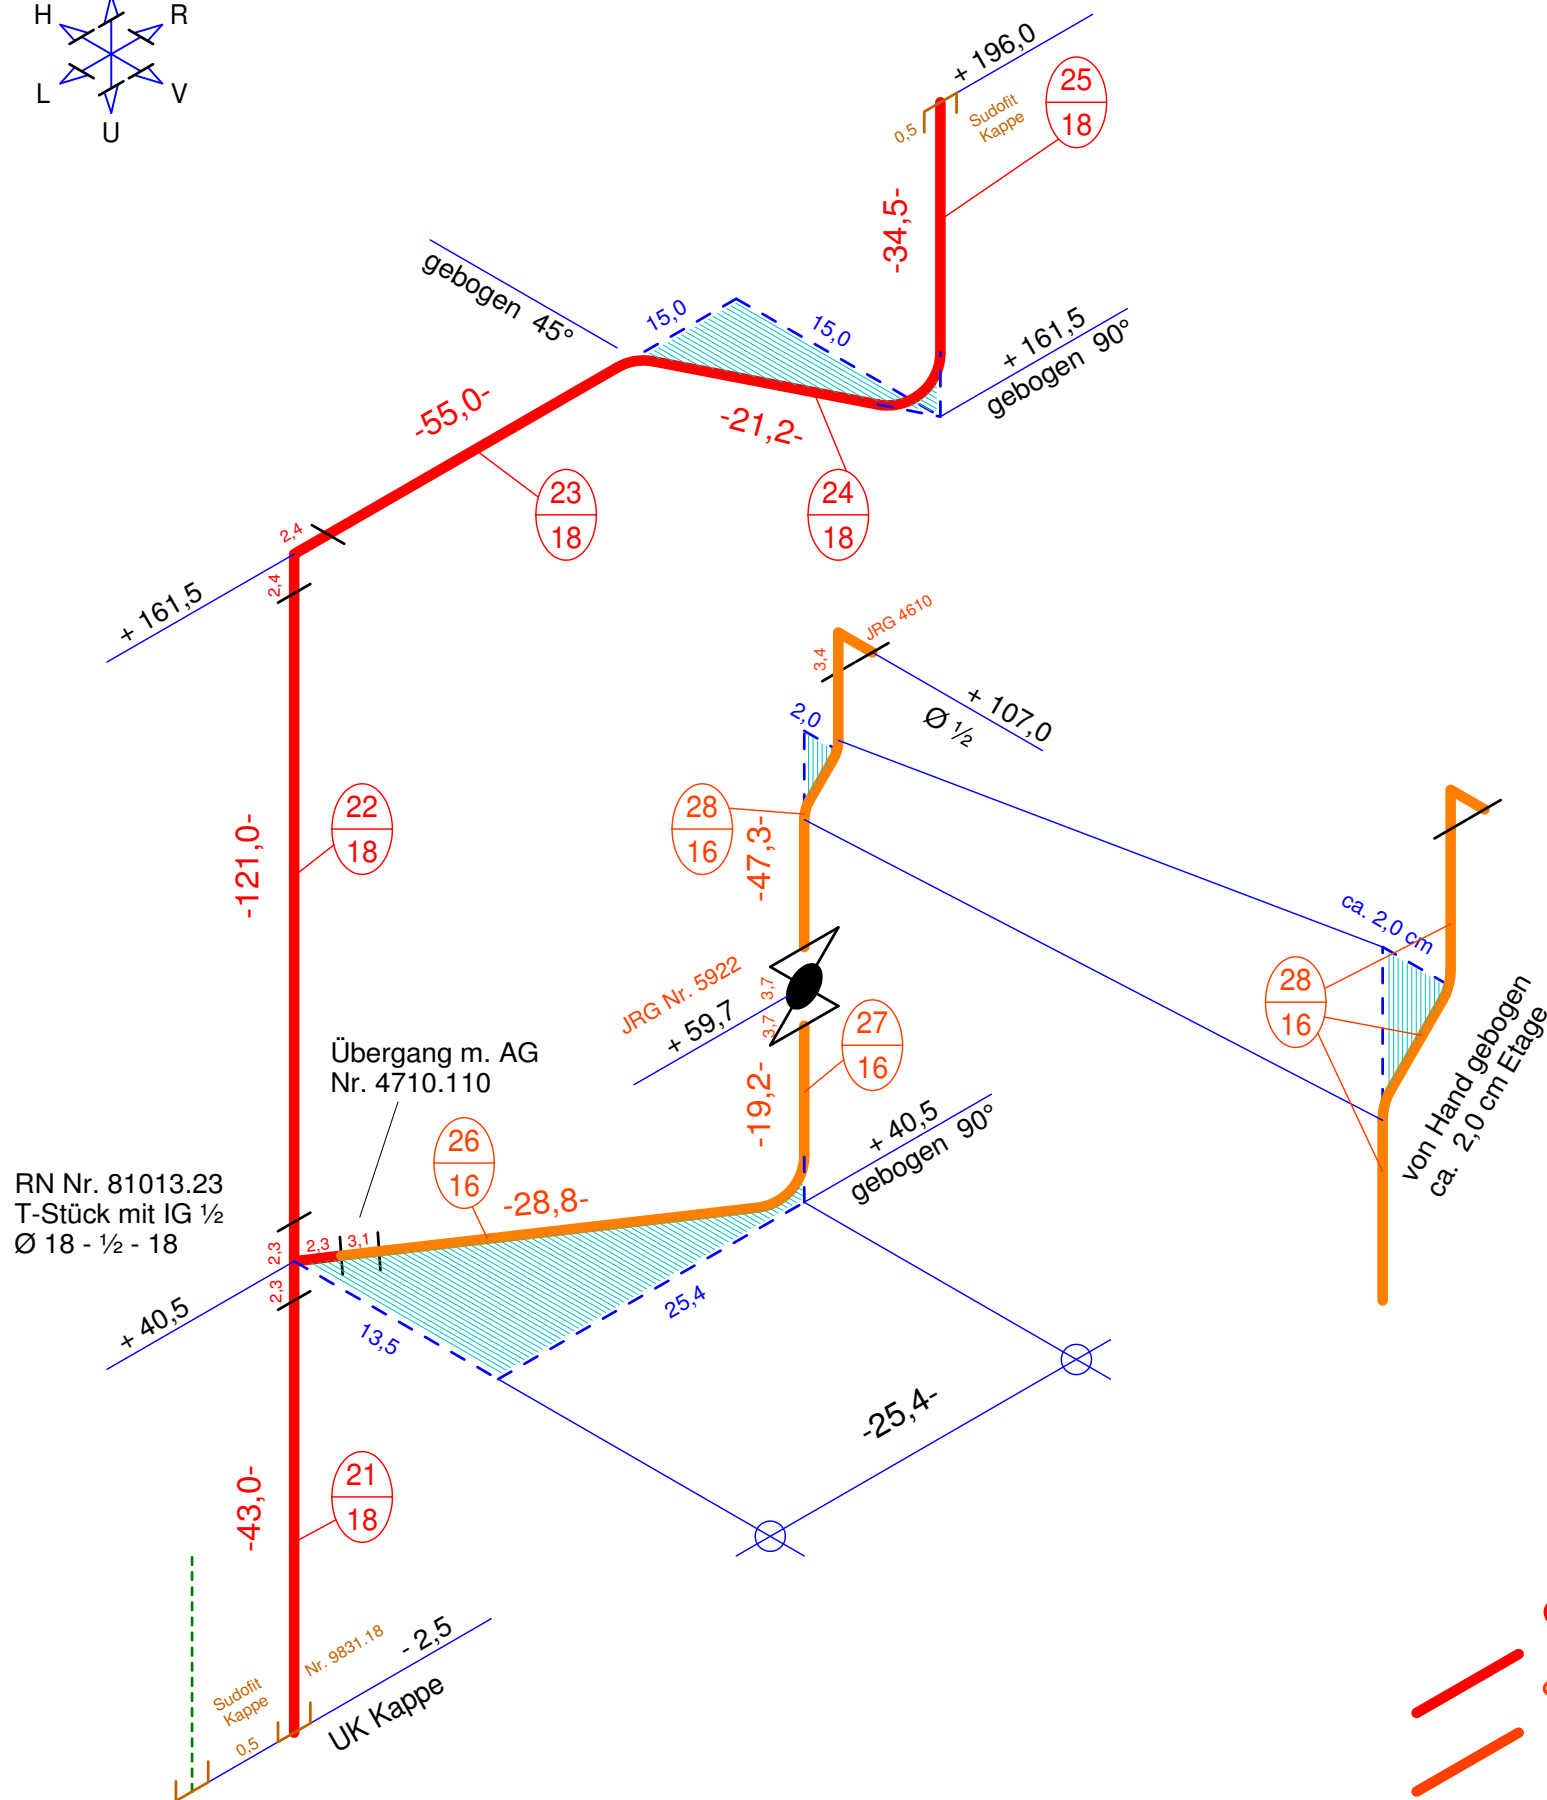 H
R
L
V
U
+ 196,0
25
18
0,5
Sudofit
Kappe
-34,5-
gebogen 45°
15,0
15,0
+ 161,5
gebogen 90°
-55,0-
-21,2-
23
18
24
18
2,4
2,4
+ 161,5
JRG 4610
3,4
+ 107,0
Ø ½
2,0
22
18
-121,0-
28
16
-47,3-
ca. 2,0 cm
28
16
von Hand gebogen
ca. 2,0 cm Etage
JRG Nr. 5922
3,7
3,7
+ 59,7
27
16
-19,2-
Übergang m. AG
Nr. 4710.110
26
16
-28,8-
+ 40,5
gebogen 90°
RN Nr. 81013.23
T-Stück mit IG ½
Ø 18 - ½ - 18
2,3
2,3
3,1
2,3
+ 40,5
13,5
25,4
-25,4-
21
18
-43,0-
Sudofit
Kappe
Nr. 9831.18
- 2,5
UK Kappe
0,5